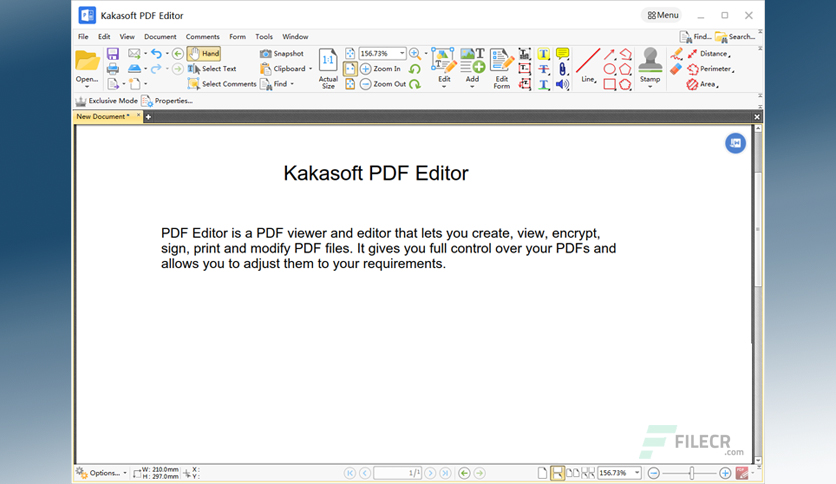 Kakasoft PDF Editor
Menu
File Edit View Document Comments Form Tools Window
Find... Search...
Open...
Hand
Select Text
Select Comments
Snapshot
Clipboard
Find
1:1
Actual Size
156.73%
Zoom In
Zoom Out
Edit
Add
Edit Form
Line
Stamp
Distance
Perimeter
Area
Exclusive Mode Properties...
New Document *
Kakasoft PDF Editor
PDF Editor is a PDF viewer and editor that lets you create, view, encrypt,
sign, print and modify PDF files. It gives you full control over your PDFs and
allows you to adjust them to your requirements.
FILECR
.com
Options...
W: 210.0mm
H: 297.0mm
X:
Y:
1/1
156.73%